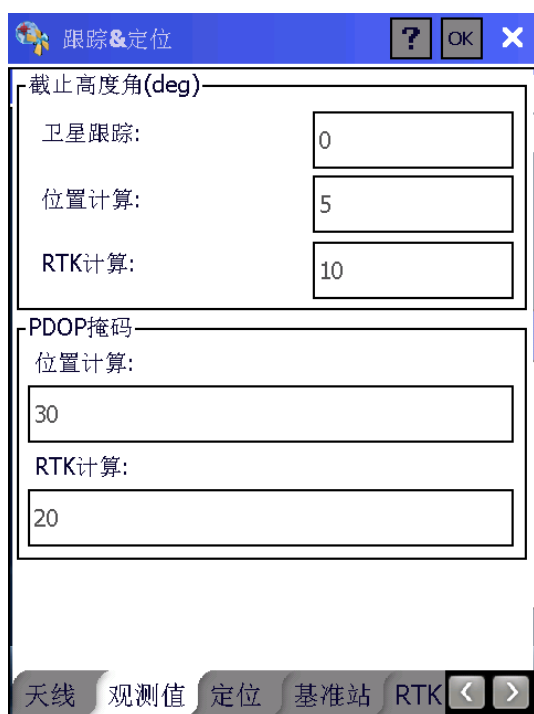 跟踪&定位 ? OK X
截止高度角(deg)
卫星跟踪: 0
位置计算: 5
RTK计算: 10
PDOP掩码
位置计算:
30
RTK计算:
20
天线 观测值 定位 基准站 RTK < >